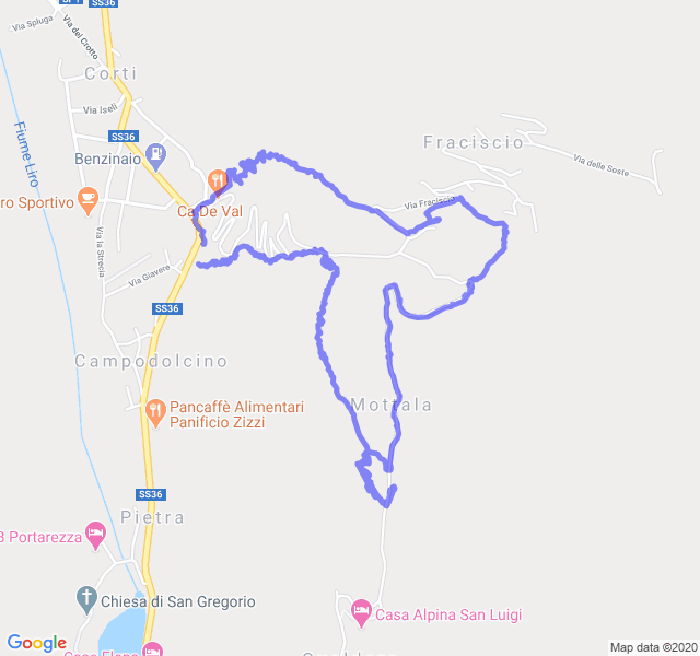 SS36
Via Spluga
Via del Crotto
Corti
Via Iseli
SS36
Fraciscio
Benzinaio
Via delle Soste
Fiume Liro
ro Sportivo
Ca De Val
Via Fraciscio
Via la Streccia
Via Giavere
SS36
Campodolcino
Pancaffè Alimentari
Panificio Zizzi
Mottala
SS36
Pietra
3 Portarezza
Chiesa di San Gregorio
Casa Alpina San Luigi
Google
Map data ©2020